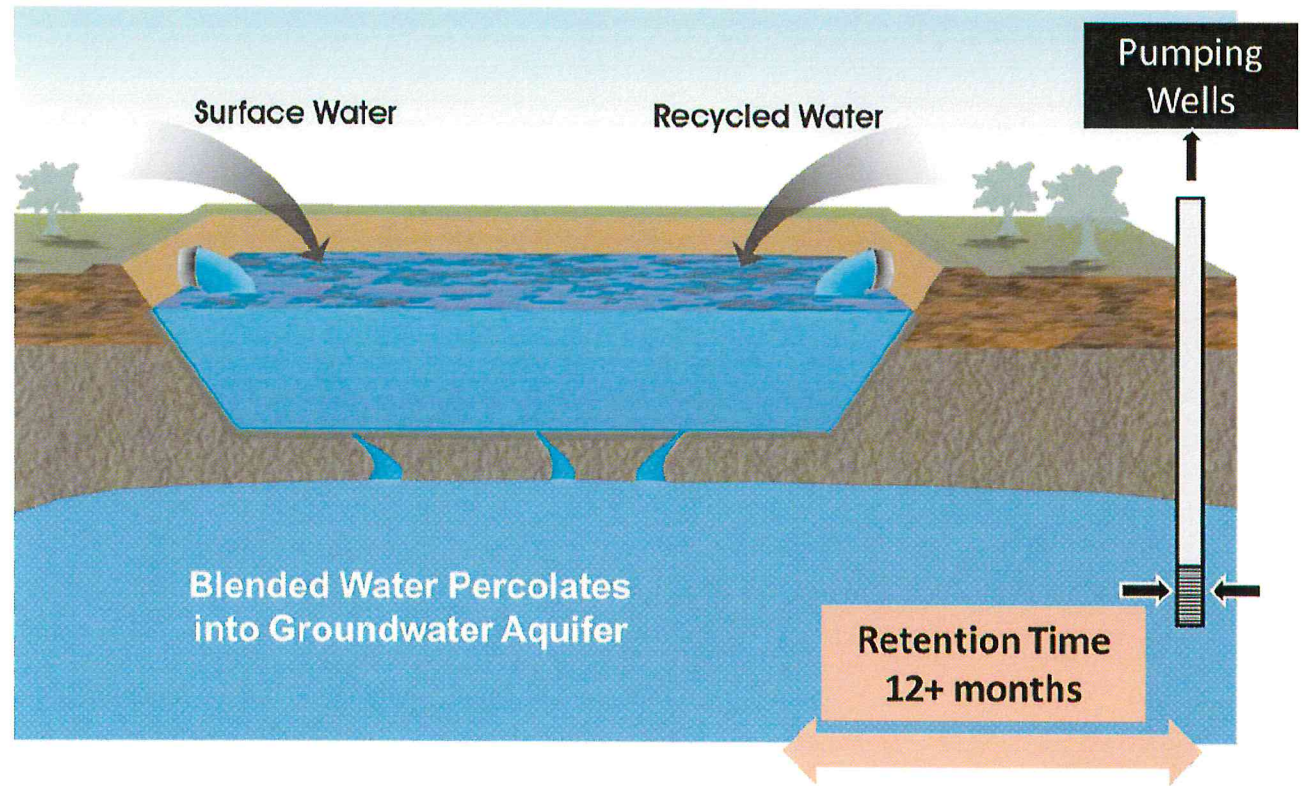 Pumping
Wells
Surface Water
Recycled Water
Blended Water Percolates
into Groundwater Aquifer
Retention Time
12+ months